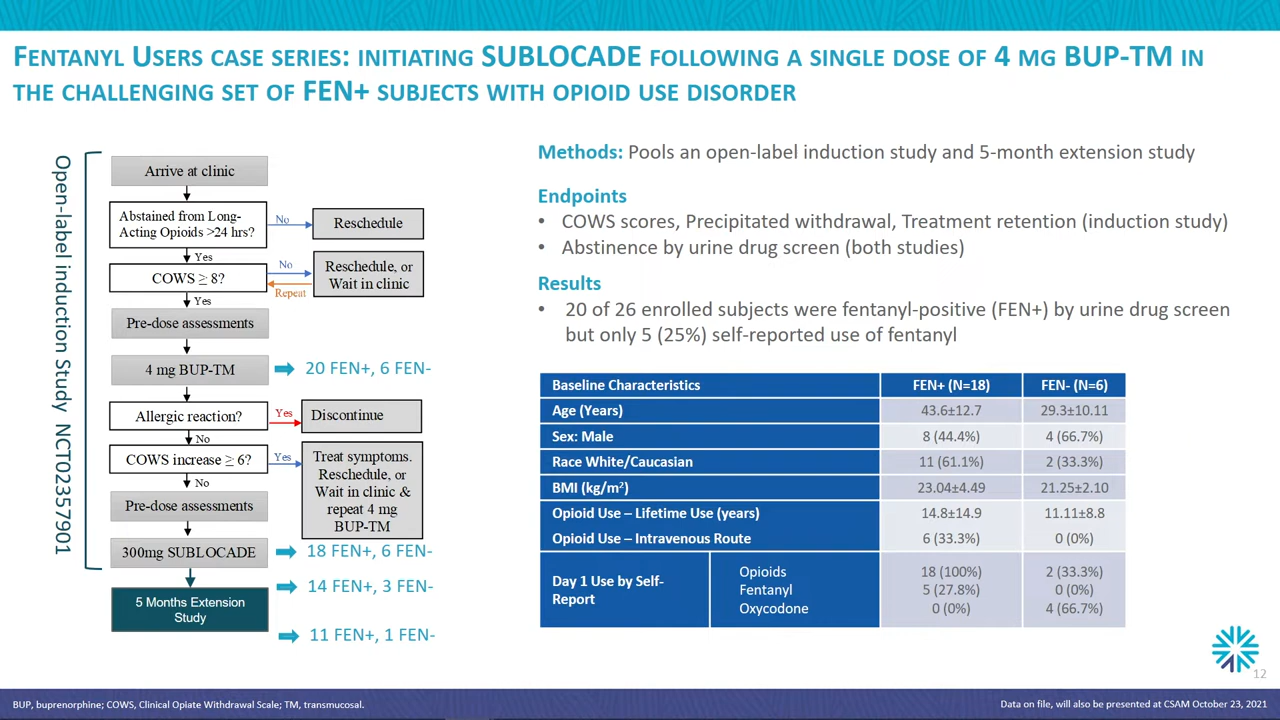 FENTANYL USERS CASE SERIES: INITIATING SUBLOCADE FOLLOWING A SINGLE DOSE OF 4 MG BUP-TM IN
THE CHALLENGING SET OF FEN+ SUBJECTS WITH OPIOID USE DISORDER
Open-label induction Study NCT02357901
Arrive at clinic
Abstained from Long-
Acting Opioids >24 hrs?
No
Reschedule
Yes
COWS ≥ 8?
No
Repeat
Reschedule, or
Wait in clinic
Yes
Pre-dose assessments
4 mg BUP-TM
20 FEN+, 6 FEN-
Allergic reaction?
Yes
Discontinue
No
COWS increase ≥ 6?
Yes
Treat symptoms.
Reschedule, or
Wait in clinic &
repeat 4 mg
BUP-TM
No
Pre-dose assessments
300mg SUBLOCADE
18 FEN+, 6 FEN-
14 FEN+, 3 FEN-
5 Months Extension
Study
11 FEN+, 1 FEN-
Methods: Pools an open-label induction study and 5-month extension study
Endpoints
• COWS scores, Precipitated withdrawal, Treatment retention (induction study)
• Abstinence by urine drug screen (both studies)
Results
• 20 of 26 enrolled subjects were fentanyl-positive (FEN+) by urine drug screen
but only 5 (25%) self-reported use of fentanyl
Baseline Characteristics FEN+ (N=18) FEN- (N=6)
Age (Years) 43.6±12.7 29.3±10.11
Sex: Male 8 (44.4%) 4 (66.7%)
Race White/Caucasian 11 (61.1%) 2 (33.3%)
BMI (kg/m²) 23.04±4.49 21.25±2.10
Opioid Use – Lifetime Use (years) 14.8±14.9 11.11±8.8
Opioid Use – Intravenous Route 6 (33.3%) 0 (0%)
Day 1 Use by Self-
Report
Opioids 18 (100%) 2 (33.3%)
Fentanyl 5 (27.8%) 0 (0%)
Oxycodone 0 (0%) 4 (66.7%)
12
BUP, buprenorphine; COWS, Clinical Opiate Withdrawal Scale; TM, transmucosal.
Data on file, will also be presented at CSAM October 23, 2021